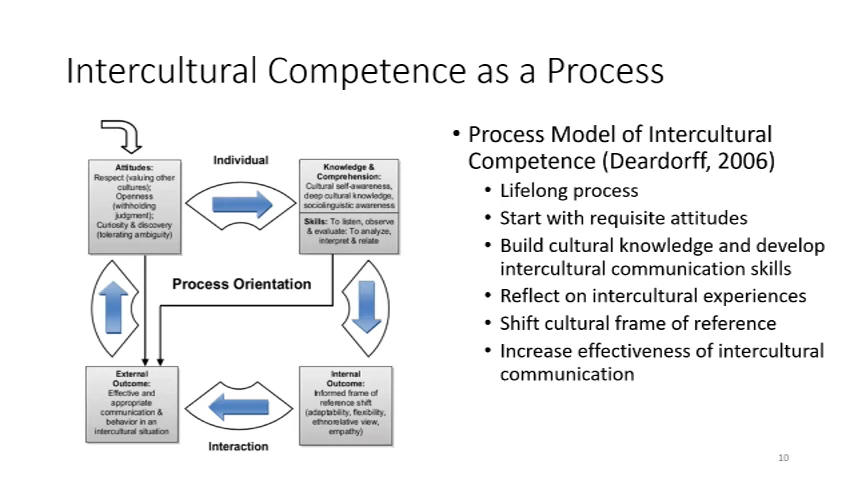 Intercultural Competence as a Process
Individual
Attitudes:
Respect (valuing other
cultures);
Openness
(withholding
judgment);
Curiosity & discovery
(tolerating ambiguity)
Knowledge &
Comprehension:
Cultural self-awareness,
deep cultural knowledge,
sociolinguistic awareness
Skills: To listen, observe
& evaluate: To analyze,
interpret & relate
Process Orientation
External
Outcome:
Effective and
appropriate
communication &
behavior in an
intercultural situation
Internal
Outcome:
Informed frame of
reference shift
(adaptability, flexibility,
ethnorelative view,
empathy)
Interaction
• Process Model of Intercultural
Competence (Deardorff, 2006)
• Lifelong process
• Start with requisite attitudes
• Build cultural knowledge and develop
intercultural communication skills
• Reflect on intercultural experiences
• Shift cultural frame of reference
• Increase effectiveness of intercultural
communication
10